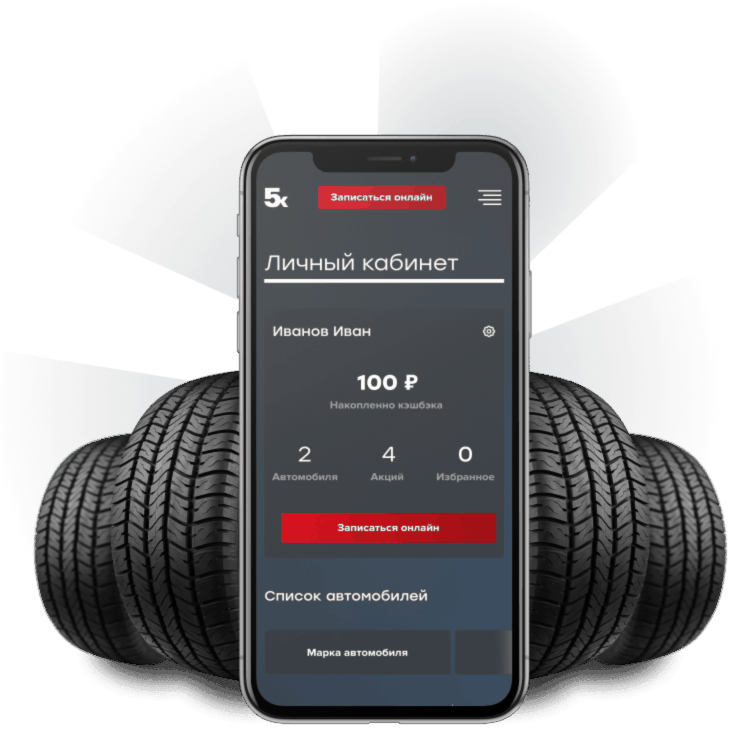 5к
Записаться онлайн
Личный кабинет
Иванов Иван
100 ₽
Накопленно кэшбэка
2 4 0
Автомобиля Акций Избранное
Записаться онлайн
Список автомобилей
Марка автомобиля